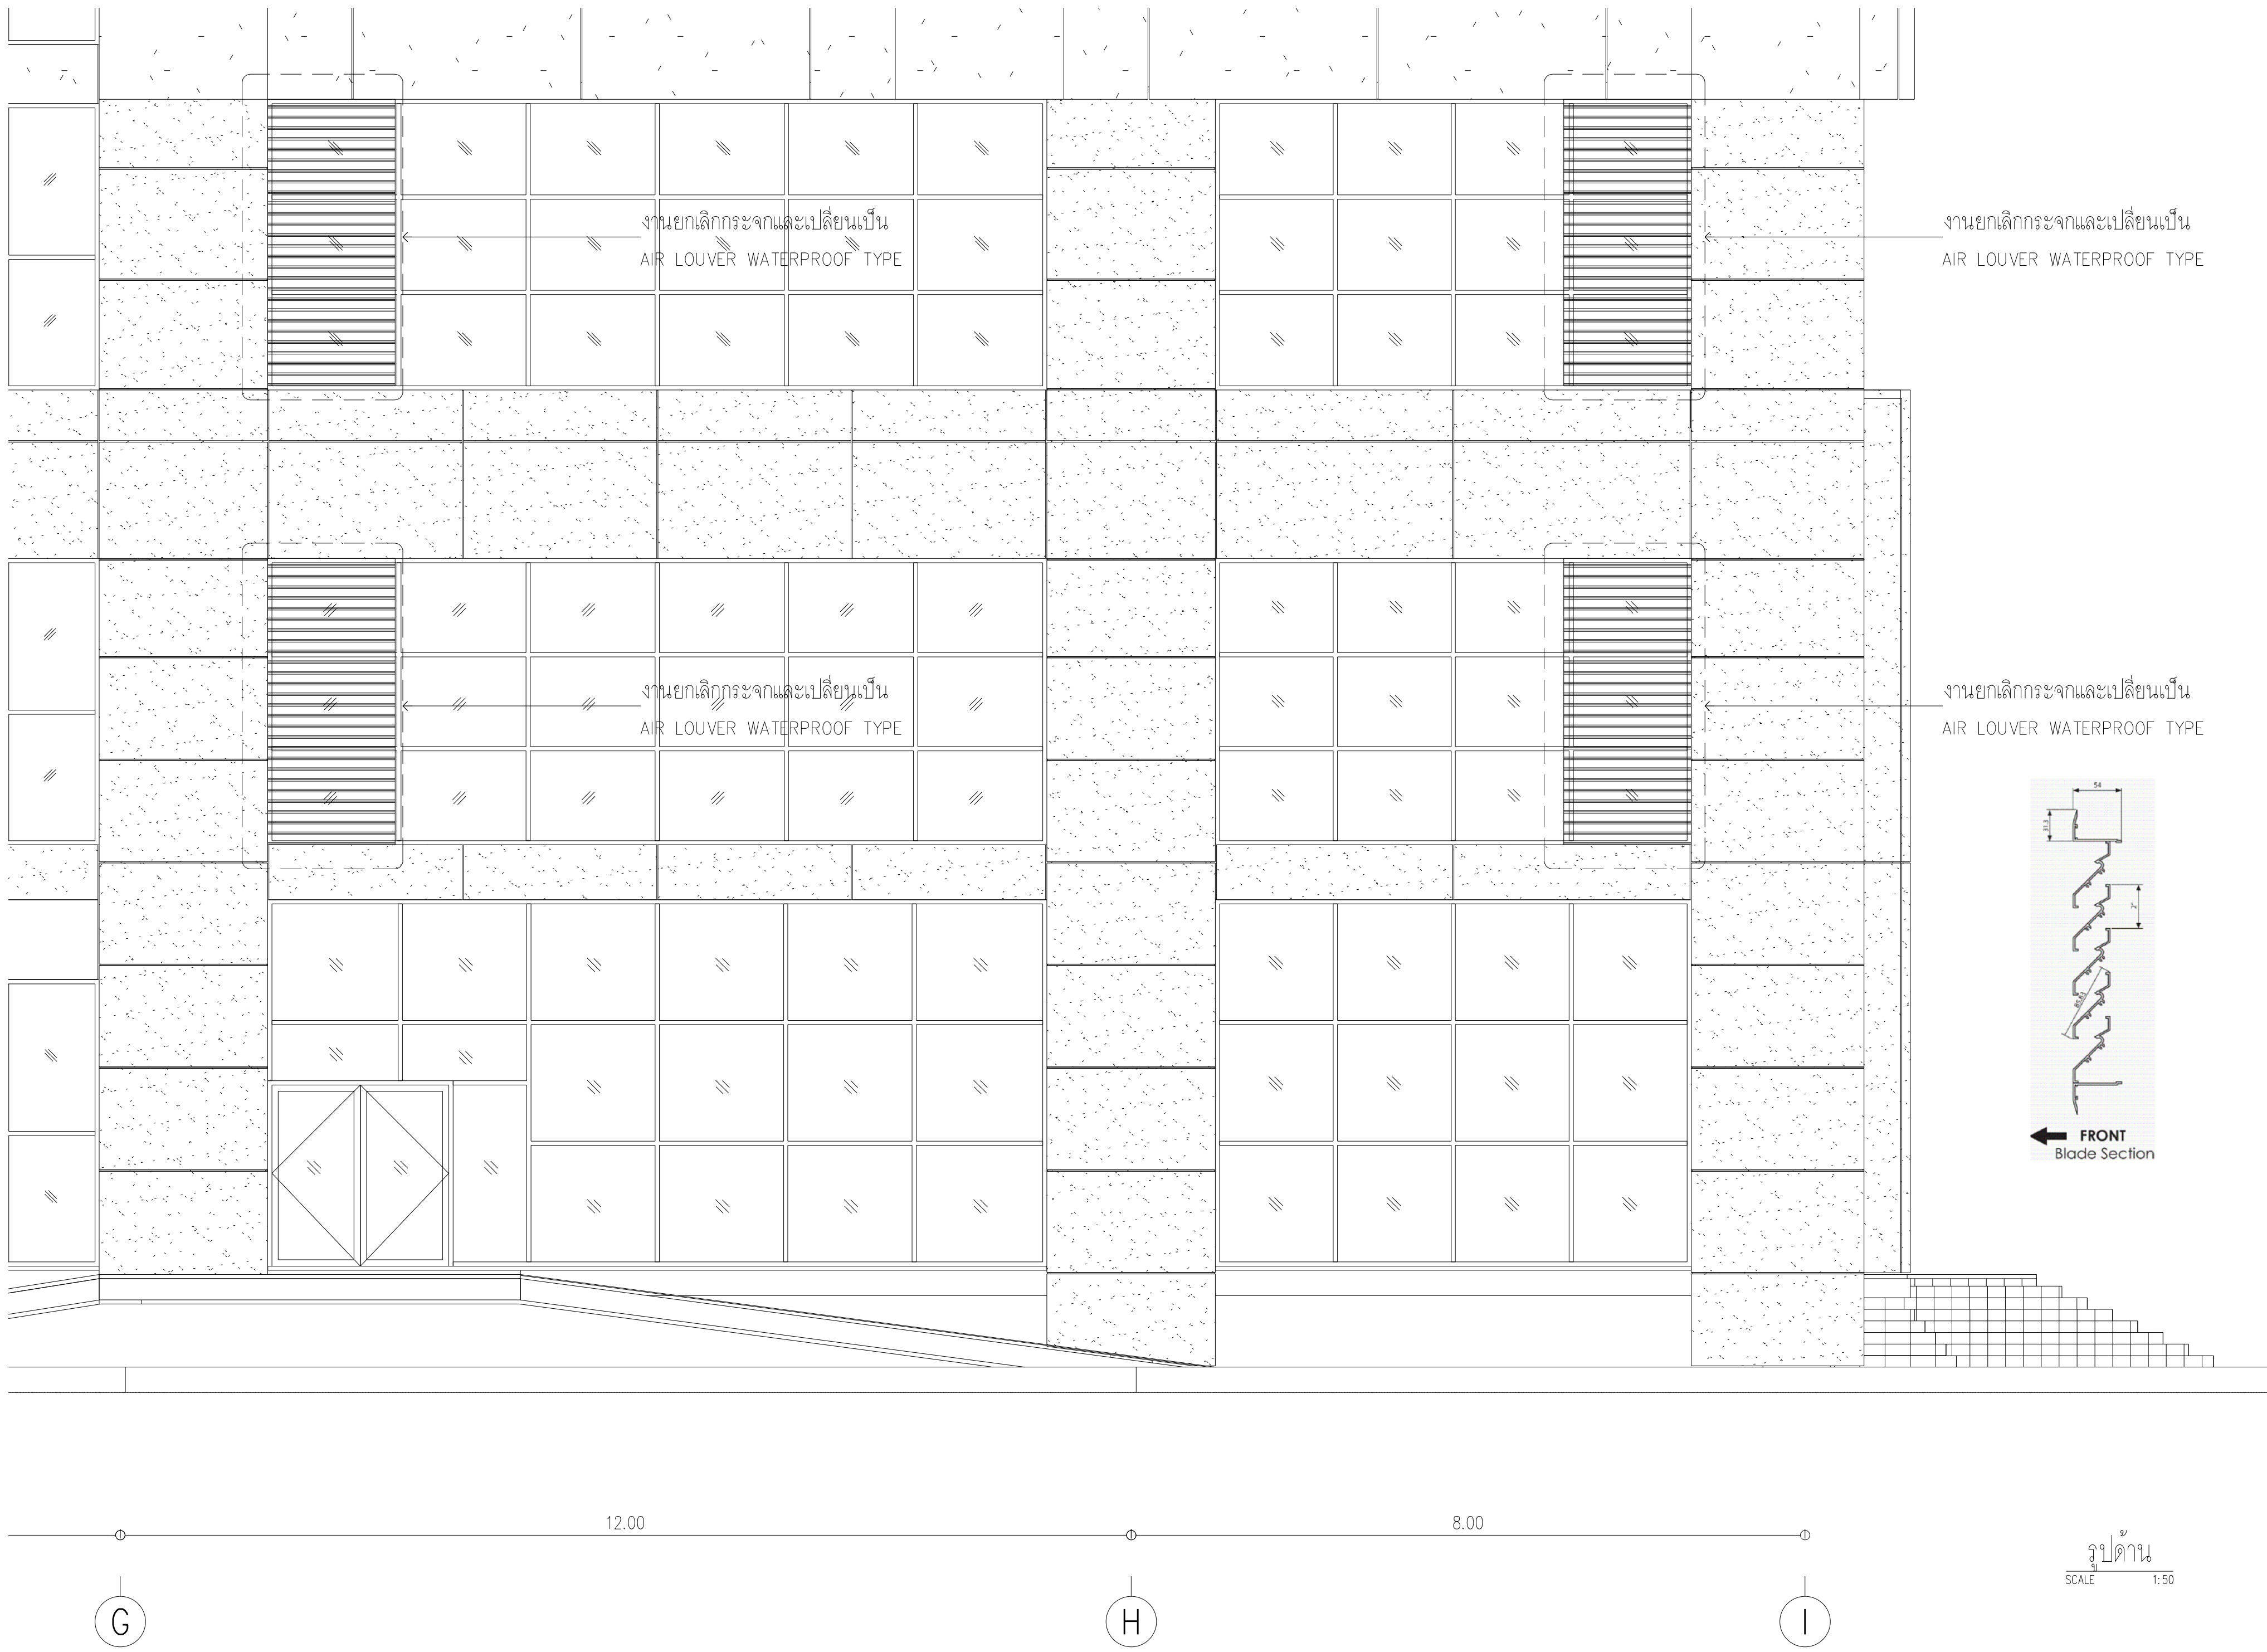 งานยกเลิกกระจกและเปลี่ยนเป็น
AIR LOUVER WATERPROOF TYPE
งานยกเลิกกระจกและเปลี่ยนเป็น
AIR LOUVER WATERPROOF TYPE
งานยกเลิกกระจกและเปลี่ยนเป็น
AIR LOUVER WATERPROOF TYPE
งานยกเลิกกระจกและเปลี่ยนเป็น
AIR LOUVER WATERPROOF TYPE
54
31.3
2"
FRONT
Blade Section
12.00
8.00
รูปด้าน
SCALE 1:50
G
H
I